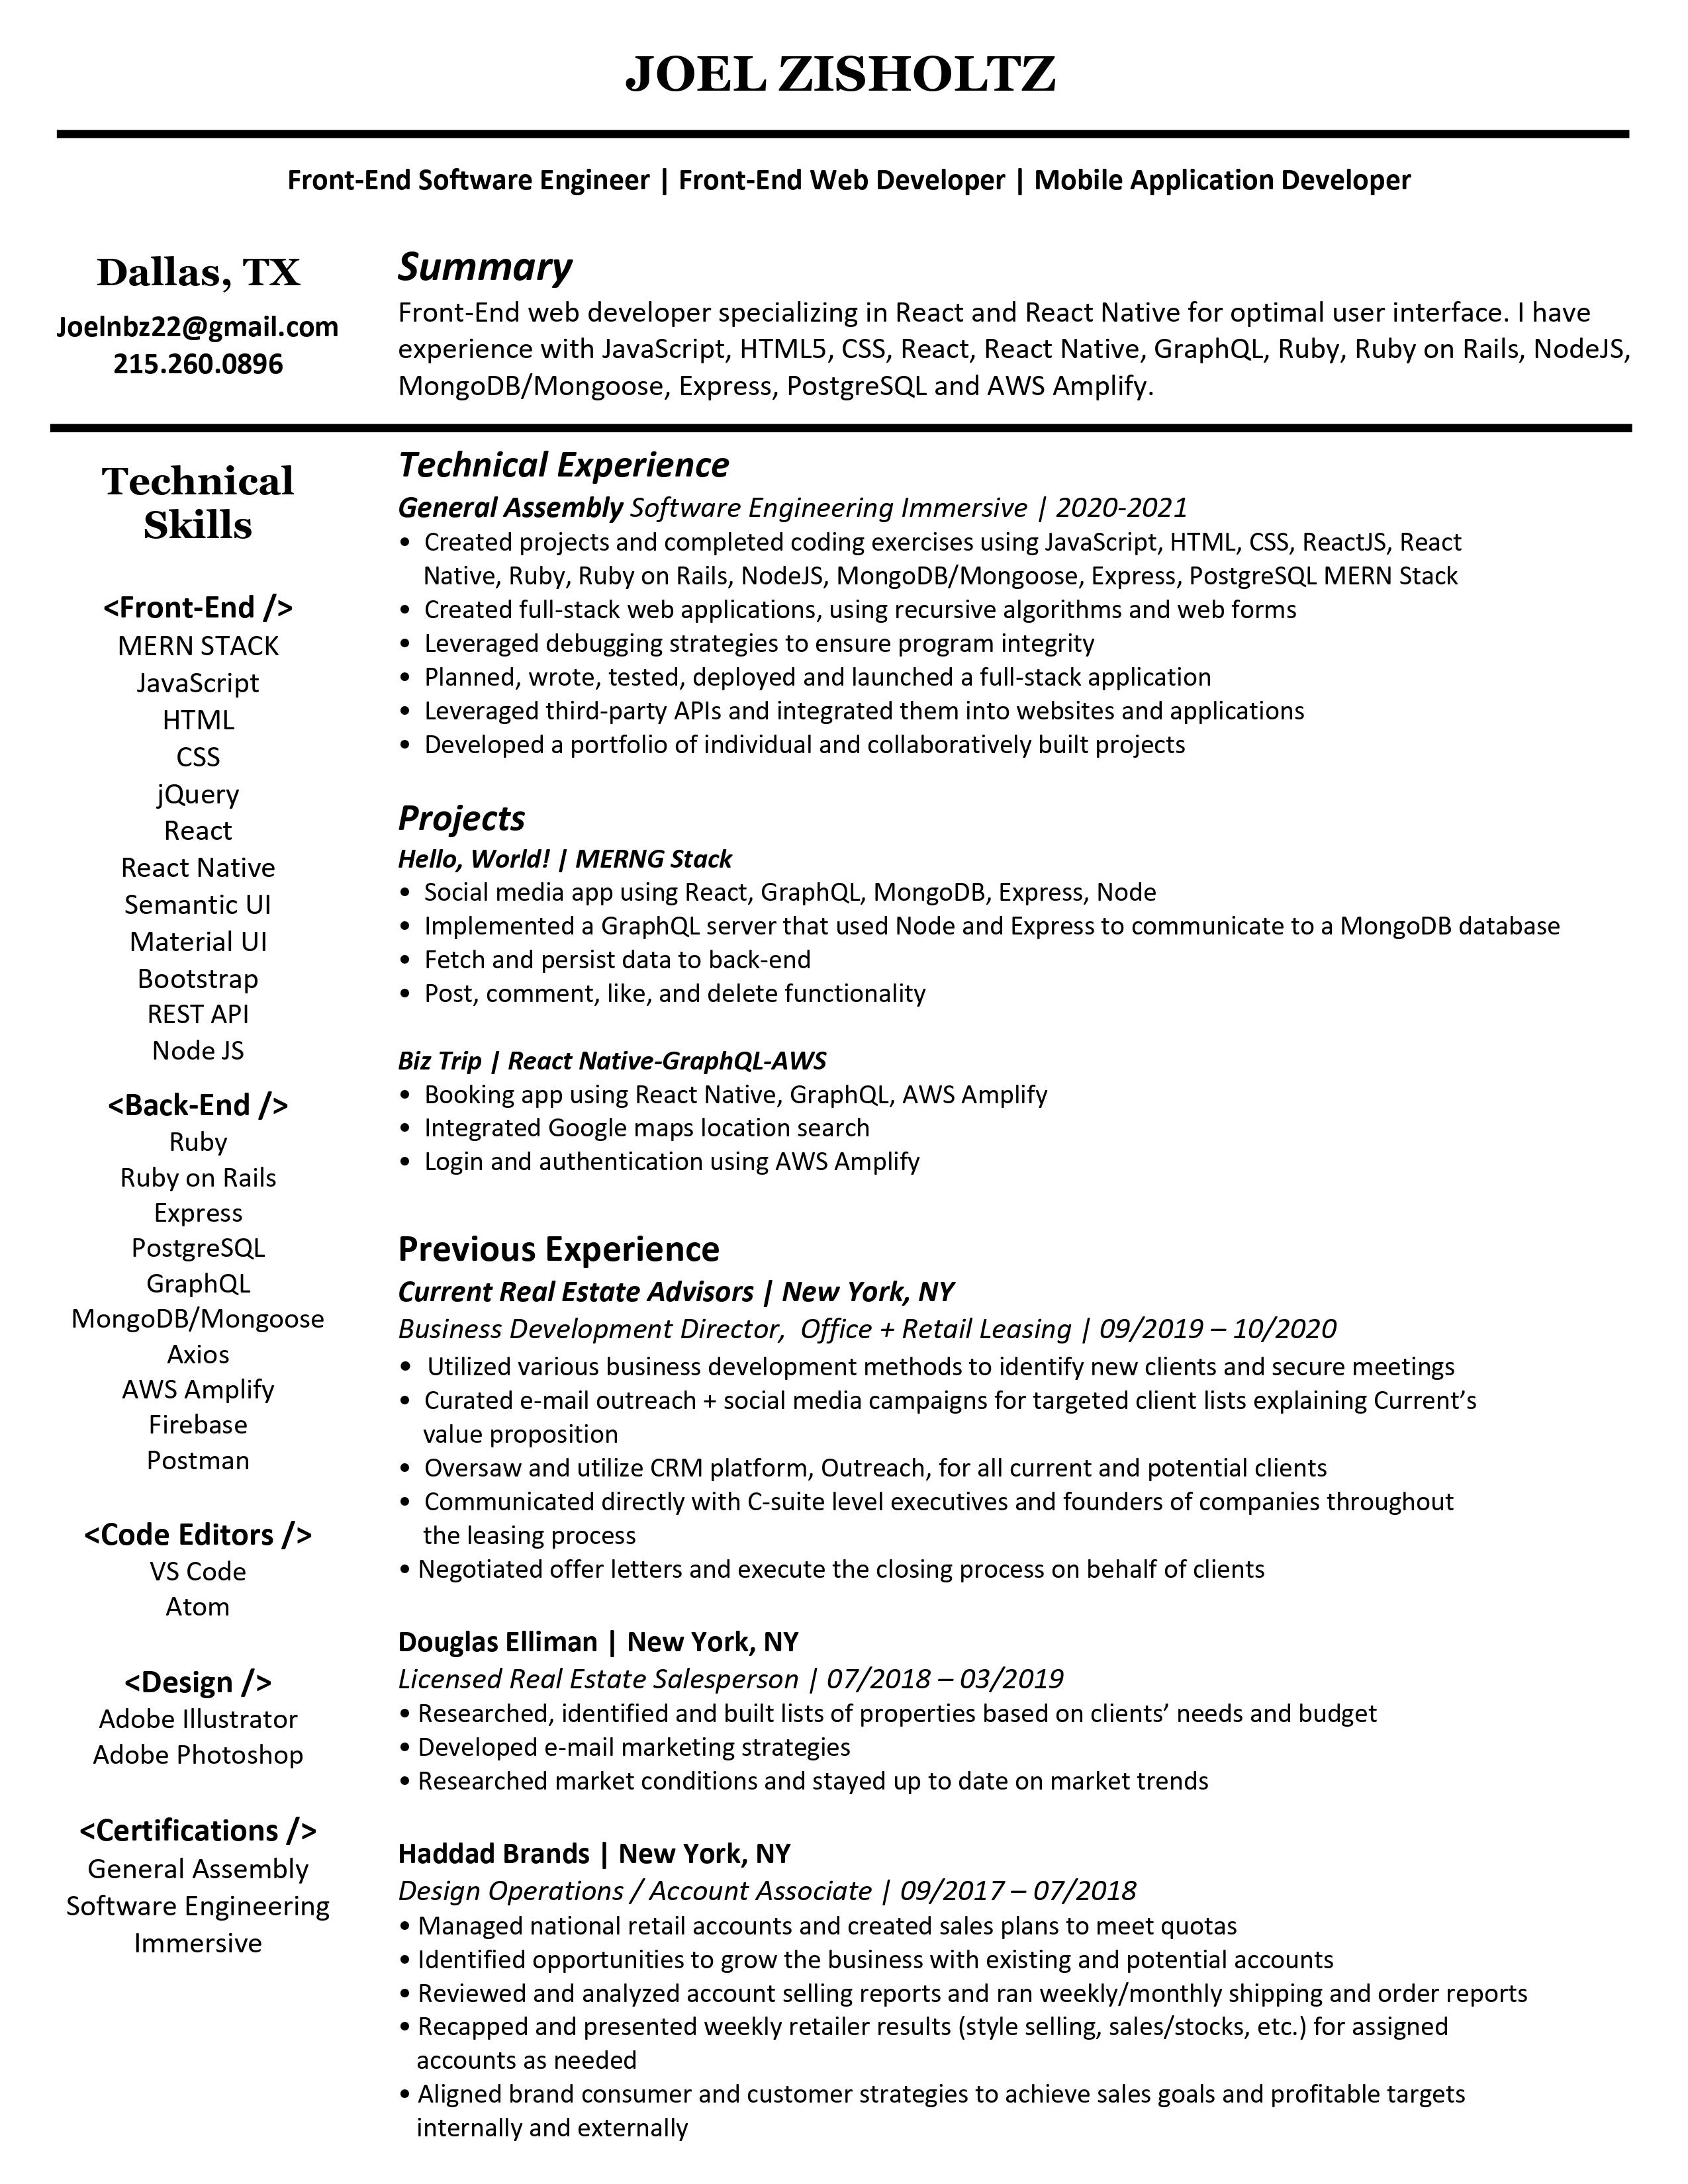 JOEL ZISHOLTZ
Front-End Software Engineer | Front-End Web Developer | Mobile Application Developer
Dallas, TX
Joelnbz22@gmail.com
215.260.0896
Summary
Front-End web developer specializing in React and React Native for optimal user interface. I have
experience with JavaScript, HTML5, CSS, React, React Native, GraphQL, Ruby, Ruby on Rails, NodeJS,
MongoDB/Mongoose, Express, PostgreSQL and AWS Amplify.
Technical
Skills
<Front-End />
MERN STACK
JavaScript
HTML
CSS
jQuery
React
React Native
Semantic UI
Material UI
Bootstrap
REST API
Node JS
<Back-End />
Ruby
Ruby on Rails
Express
PostgreSQL
GraphQL
MongoDB/Mongoose
Axios
AWS Amplify
Firebase
Postman
<Code Editors />
VS Code
Atom
<Design />
Adobe Illustrator
Adobe Photoshop
<Certifications />
General Assembly
Software Engineering
Immersive
Technical Experience
General Assembly Software Engineering Immersive | 2020-2021
• Created projects and completed coding exercises using JavaScript, HTML, CSS, ReactJS, React
Native, Ruby, Ruby on Rails, NodeJS, MongoDB/Mongoose, Express, PostgreSQL MERN Stack
• Created full-stack web applications, using recursive algorithms and web forms
• Leveraged debugging strategies to ensure program integrity
• Planned, wrote, tested, deployed and launched a full-stack application
• Leveraged third-party APIs and integrated them into websites and applications
• Developed a portfolio of individual and collaboratively built projects
Projects
Hello, World! | MERNG Stack
• Social media app using React, GraphQL, MongoDB, Express, Node
• Implemented a GraphQL server that used Node and Express to communicate to a MongoDB database
• Fetch and persist data to back-end
• Post, comment, like, and delete functionality
Biz Trip | React Native-GraphQL-AWS
• Booking app using React Native, GraphQL, AWS Amplify
• Integrated Google maps location search
• Login and authentication using AWS Amplify
Previous Experience
Current Real Estate Advisors | New York, NY
Business Development Director, Office + Retail Leasing | 09/2019 – 10/2020
• Utilized various business development methods to identify new clients and secure meetings
• Curated e-mail outreach + social media campaigns for targeted client lists explaining Current’s
value proposition
• Oversaw and utilize CRM platform, Outreach, for all current and potential clients
• Communicated directly with C-suite level executives and founders of companies throughout
the leasing process
• Negotiated offer letters and execute the closing process on behalf of clients
Douglas Elliman | New York, NY
Licensed Real Estate Salesperson | 07/2018 – 03/2019
• Researched, identified and built lists of properties based on clients’ needs and budget
• Developed e-mail marketing strategies
• Researched market conditions and stayed up to date on market trends
Haddad Brands | New York, NY
Design Operations / Account Associate | 09/2017 – 07/2018
• Managed national retail accounts and created sales plans to meet quotas
• Identified opportunities to grow the business with existing and potential accounts
• Reviewed and analyzed account selling reports and ran weekly/monthly shipping and order reports
• Recapped and presented weekly retailer results (style selling, sales/stocks, etc.) for assigned
accounts as needed
• Aligned brand consumer and customer strategies to achieve sales goals and profitable targets
internally and externally